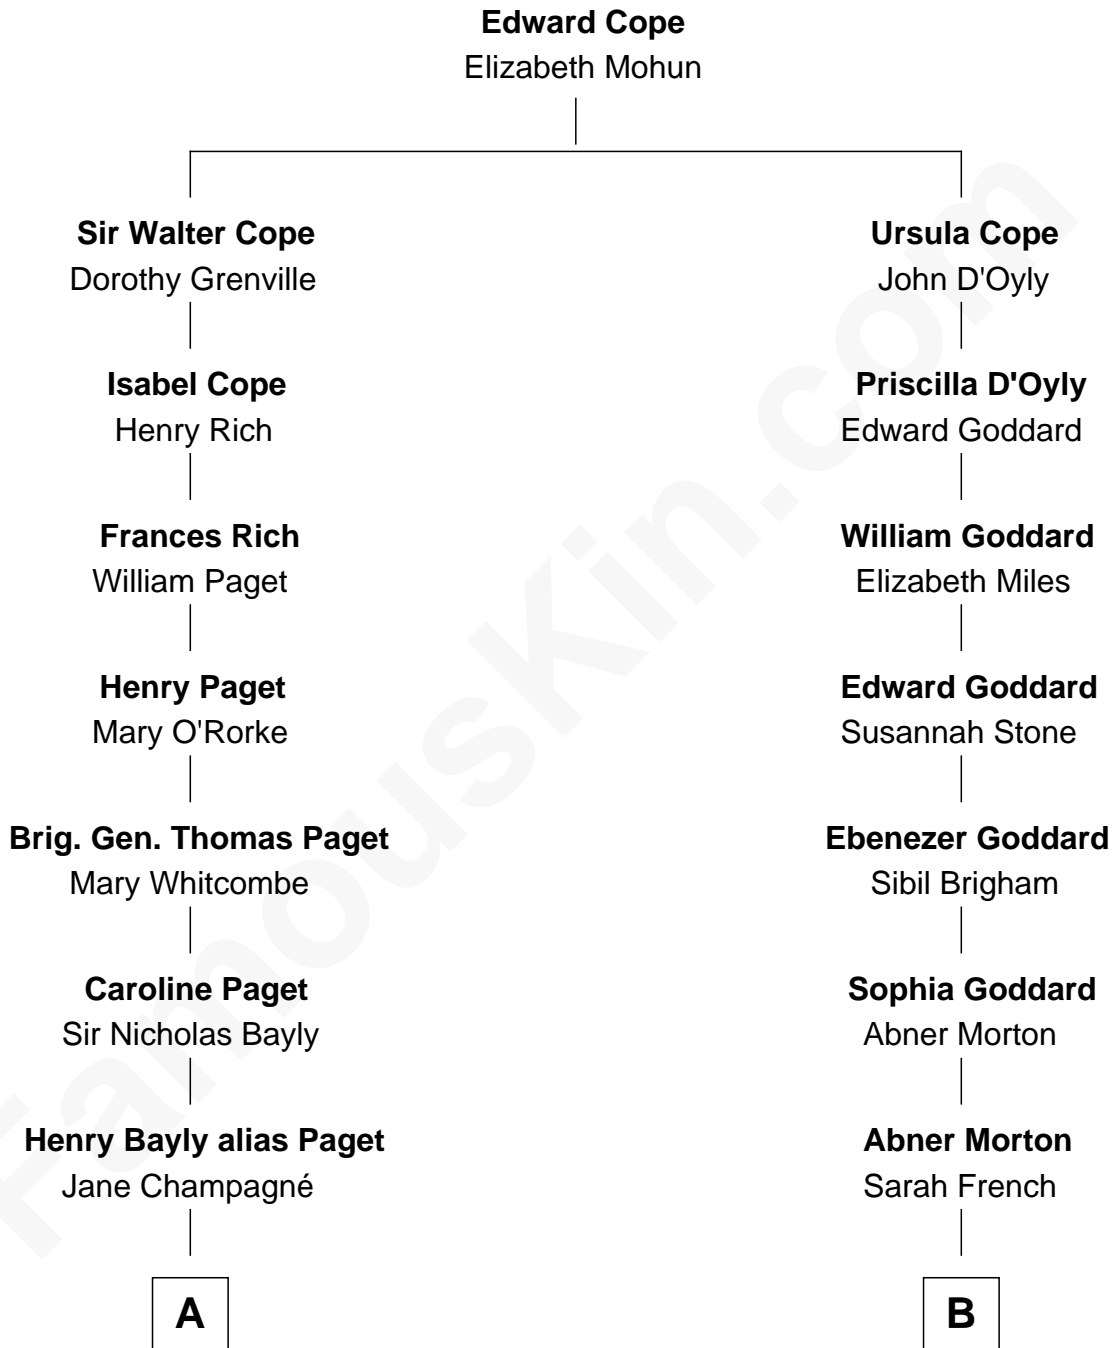 Edward Cope
Elizabeth Mohun
Sir Walter Cope
Dorothy Grenville
Isabel Cope
Henry Rich
Frances Rich
William Paget
Henry Paget
Mary O'Rorke
Brig. Gen. Thomas Paget
Mary Whitcombe
Caroline Paget
Sir Nicholas Bayly
Henry Bayly alias Paget
Jane Champagné
A
Ursula Cope
John D'Oyly
Priscilla D'Oyly
Edward Goddard
William Goddard
Elizabeth Miles
Edward Goddard
Susannah Stone
Ebenezer Goddard
Sibil Brigham
Sophia Goddard
Abner Morton
Abner Morton
Sarah French
B
FamousKin.com